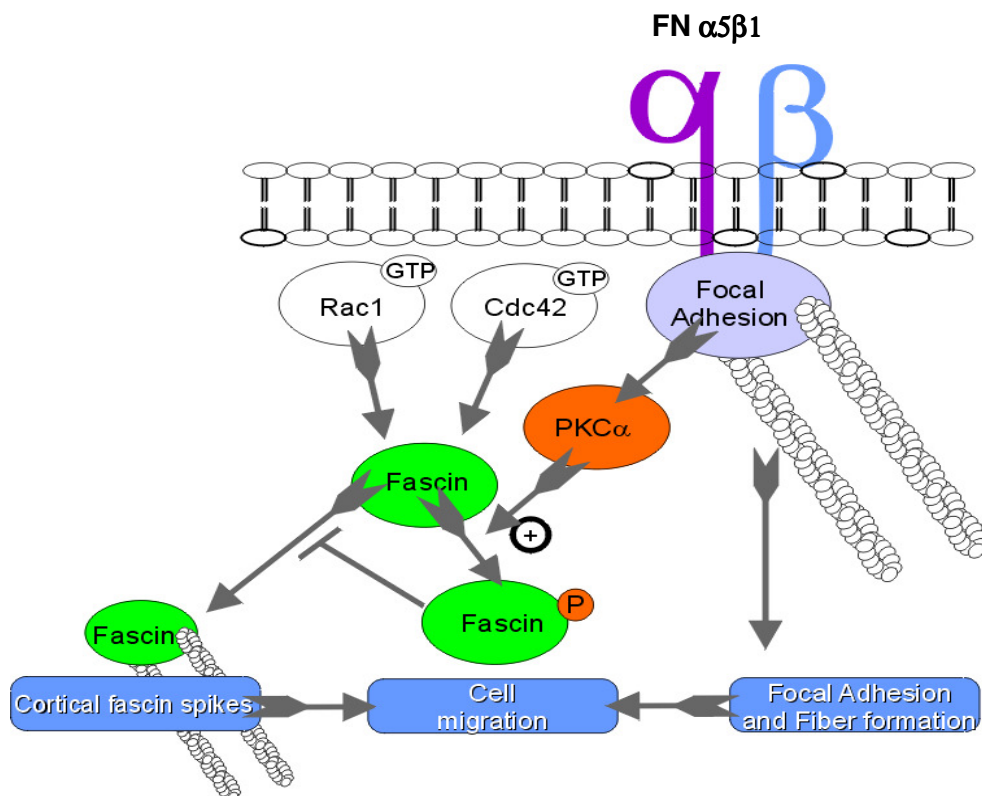 FN α5β1
α
β
GTP
GTP
Rac1
Cdc42
Focal
Adhesion
PKCα
Fascin
+
P
Fascin
Fascin
Cortical fascin spikes
Cell
migration
Focal Adhesion
and Fiber formation